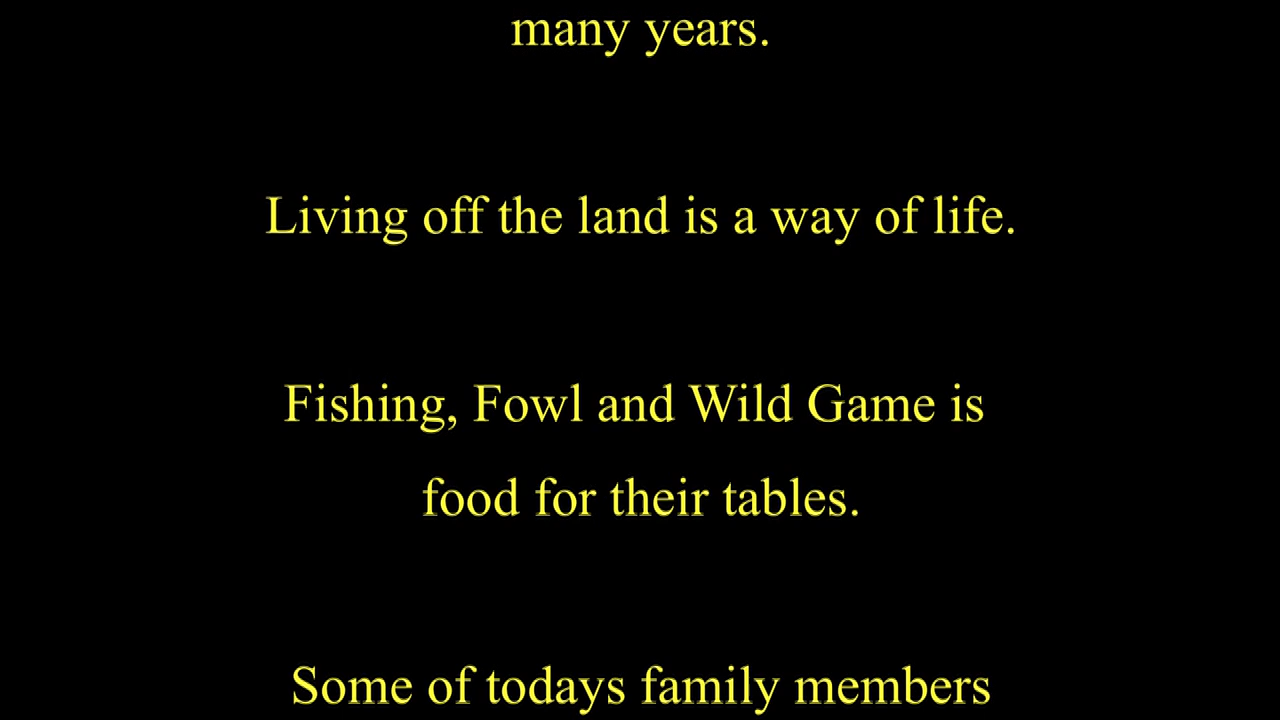 many years.
Living off the land is a way of life.
Fishing, Fowl and Wild Game is
food for their tables.
Some of todays family members